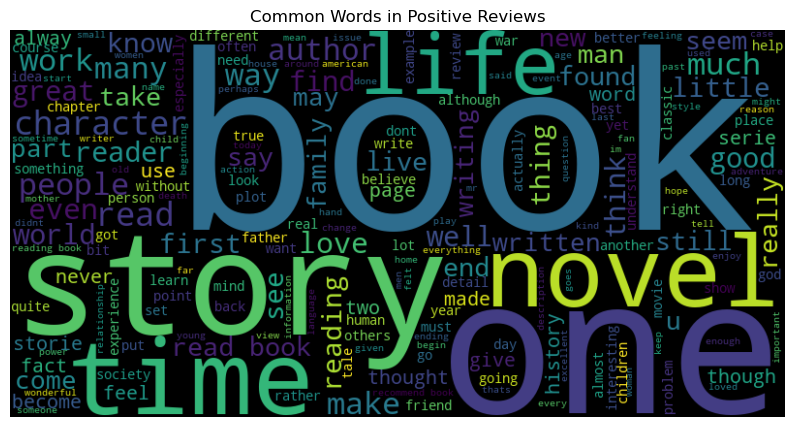 Common Words in Positive Reviews
book
story
one
novel
life
time
alway
small
women
course
idea
start
name
work
many
know
great
take
especially
chapter
character
different
need
often
house
perhaps
way
author
find
mean
issue
american
around
done
may
although
example
review
war
age
said
event
new
man
found
word
best
yet
better
feeling
used
seem
much
little
classic
past
case
help
style
last
reason
might
place
serie
good
long
fan
im
adventure
sometime
writer
child
mother
old
death
part
reader
something
use
people
without
even
person
read
beginning
true
today
say
action
look
plot
question
family
dont
write
live
believe
page
writing
mr
actually
thing
think
understand
right
hope
tell
really
didnt
world
got
bit
first
father
real
change
hand
want
love
lot
play
everything
home
well
written
kind
another
still
enjoy
god
never
far
quite
learn
point
set
mind
back
see
experience
relationship
information
language
reading
reading book
two
men
felt
end
detail
made
year
goes
description
movie
show
important
human
others
must
ending
begin
go
day
give
going
thats
excellent
every
history
almost
interesting
children
woman
problem
keep
loved
enough
though
u
storie
power
put
young
view
read book
tale
given
thought
fact
come
society
feel
rather
make
friend
recommend book
become
wonderful
someone